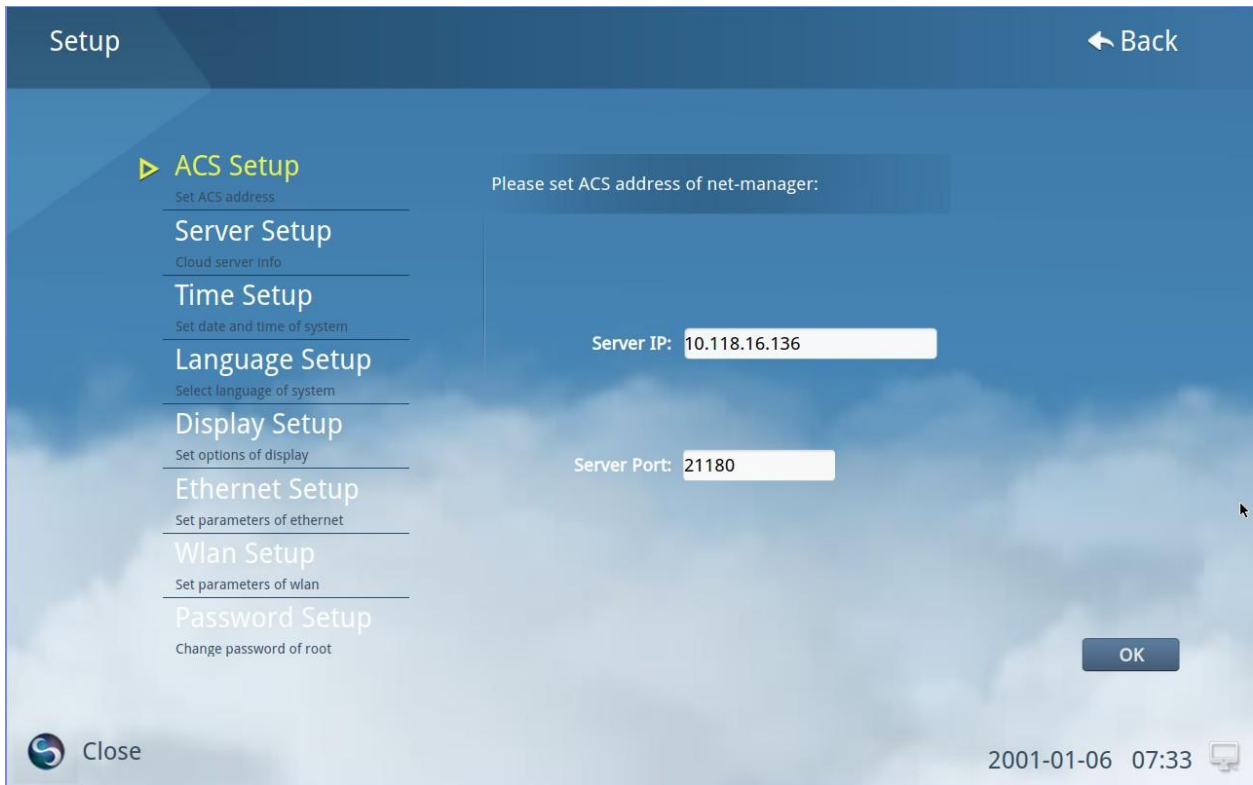 Setup
Back
ACS Setup
Set ACS address
Server Setup
Cloud server info
Time Setup
Set date and time of system
Language Setup
Select language of system
Display Setup
Set options of display
Ethernet Setup
Set parameters of ethernet
Wlan Setup
Set parameters of wlan
Password Setup
Change password of root
Please set ACS address of net-manager:
Server IP: 10.118.16.136
Server Port: 21180
OK
Close
2001-01-06 07:33